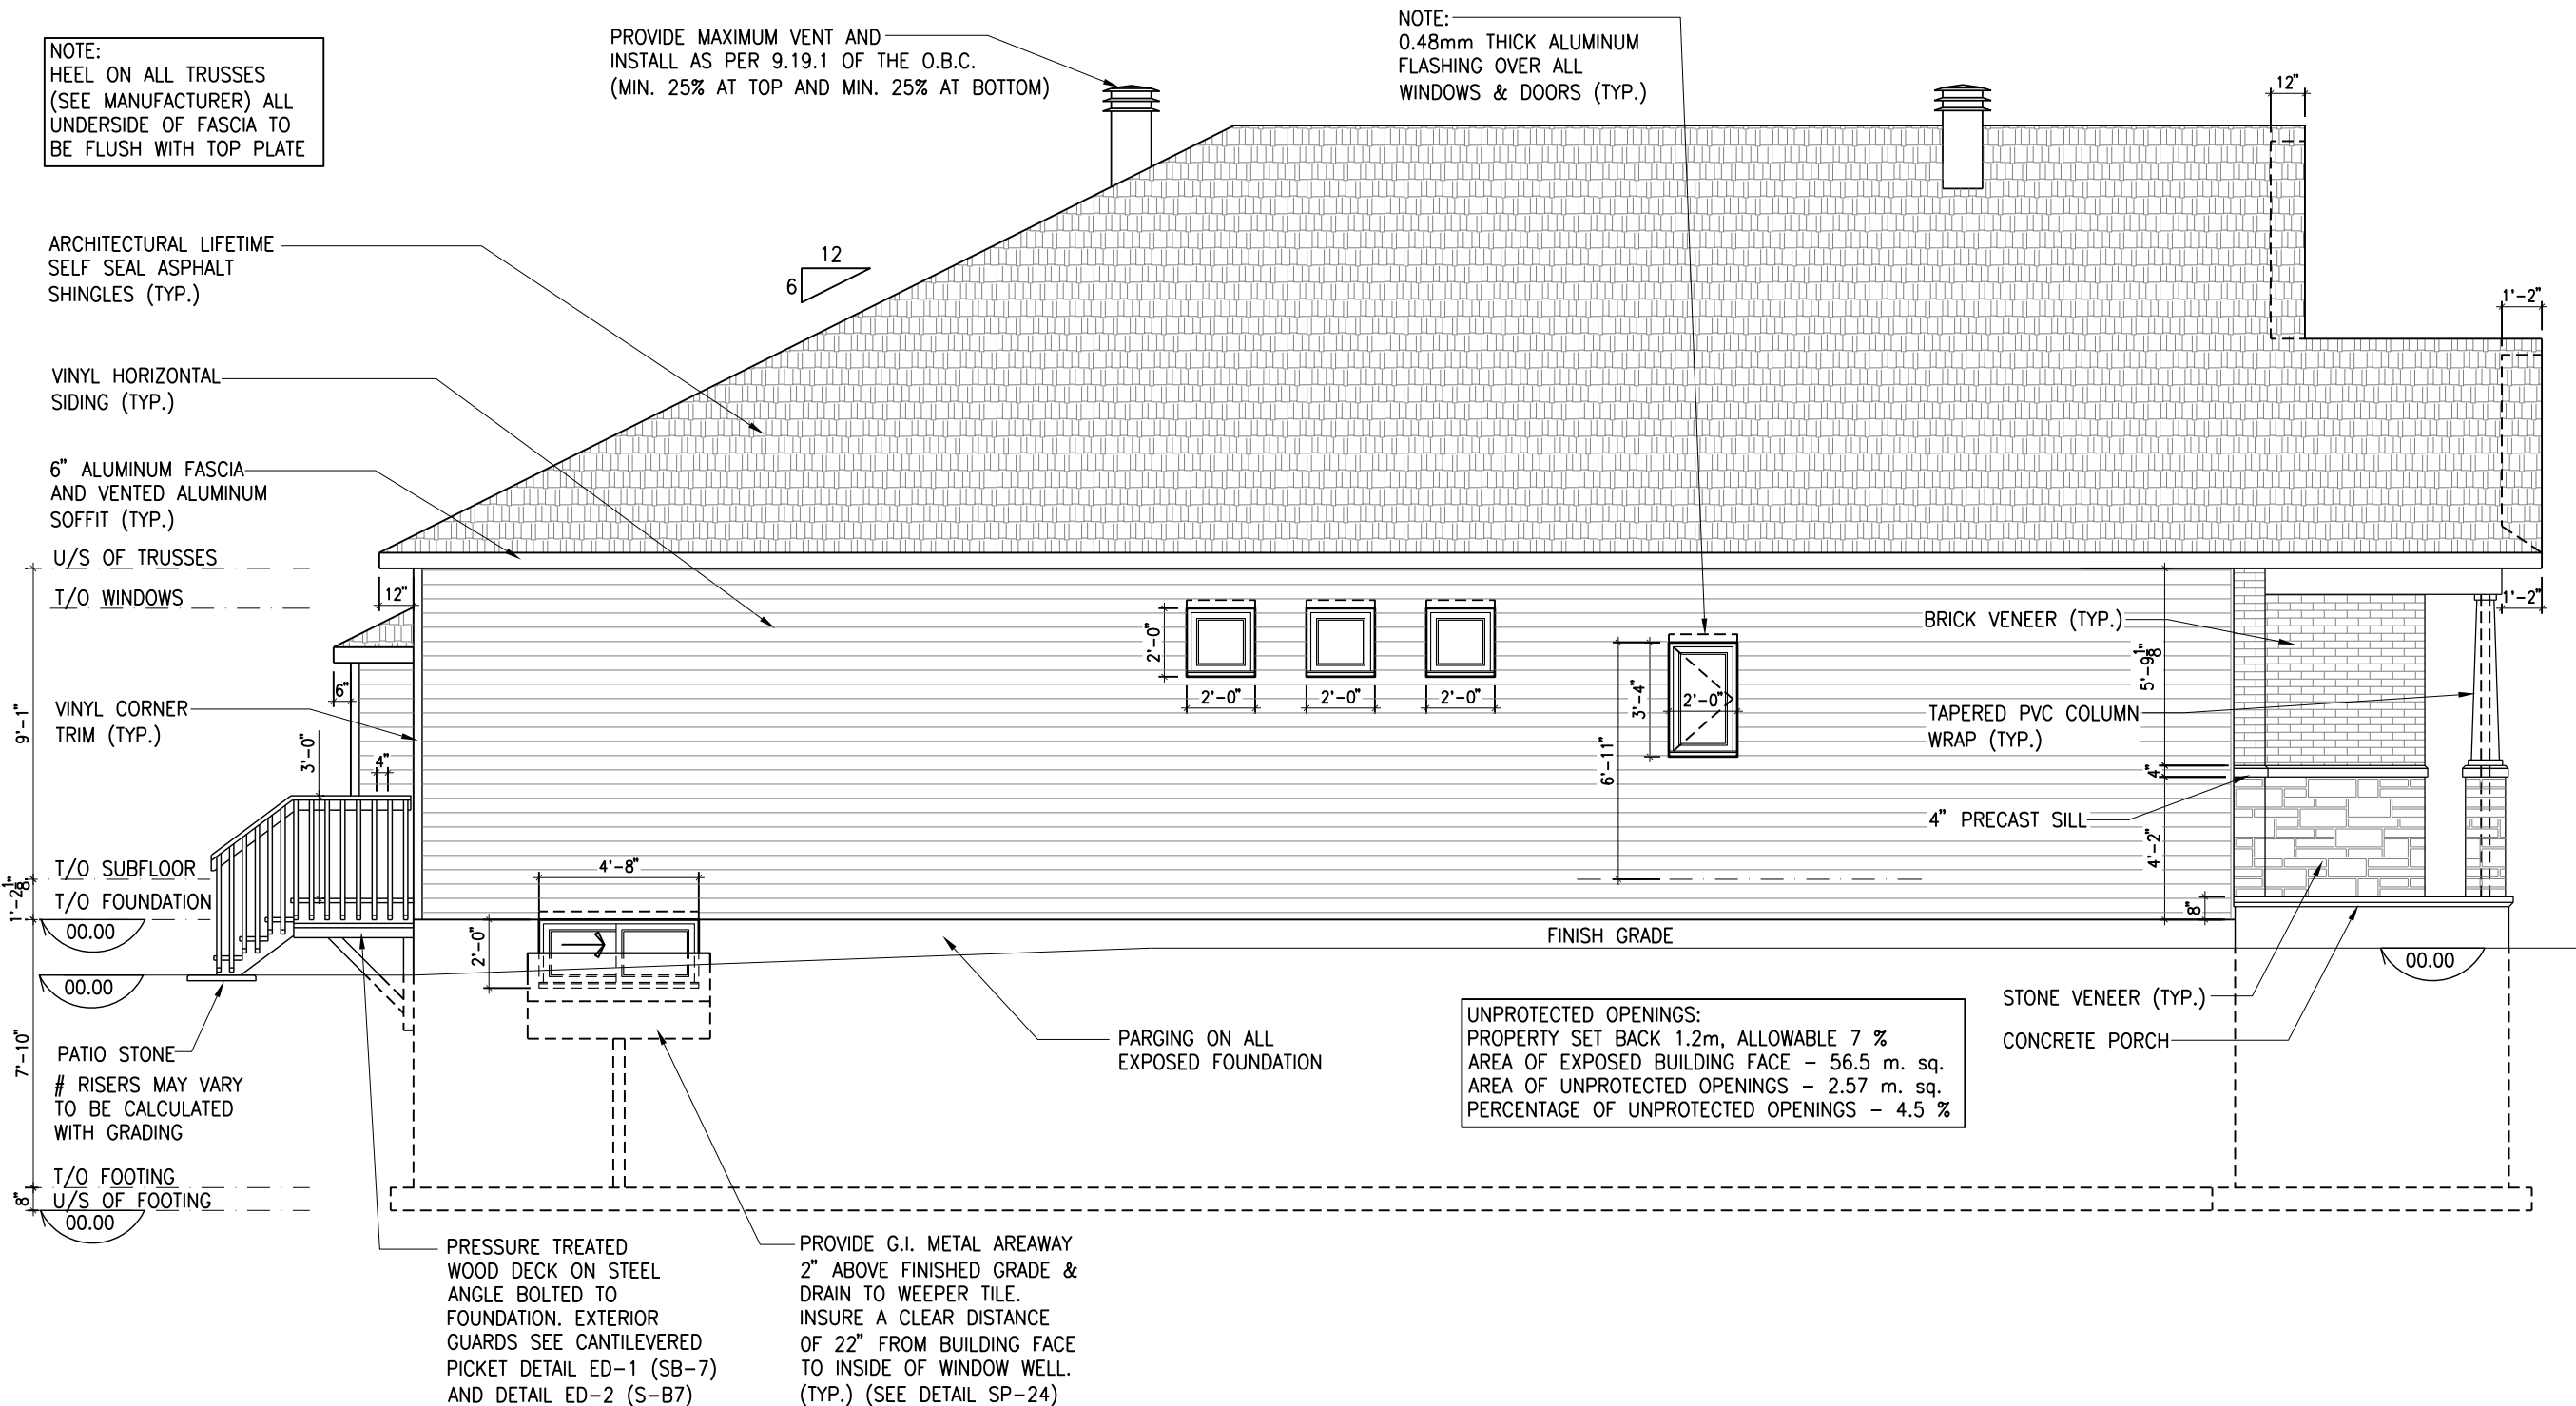 NOTE:
HEEL ON ALL TRUSSES
(SEE MANUFACTURER) ALL
UNDERSIDE OF FASCIA TO
BE FLUSH WITH TOP PLATE
PROVIDE MAXIMUM VENT AND
INSTALL AS PER 9.19.1 OF THE O.B.C.
(MIN. 25% AT TOP AND MIN. 25% AT BOTTOM)
NOTE:
0.48mm THICK ALUMINUM
FLASHING OVER ALL
WINDOWS & DOORS (TYP.)
12"
ARCHITECTURAL LIFETIME
SELF SEAL ASPHALT
SHINGLES (TYP.)
12
6
1'-2"
VINYL HORIZONTAL
SIDING (TYP.)
6" ALUMINUM FASCIA
AND VENTED ALUMINUM
SOFFIT (TYP.)
U/S OF TRUSSES
T/O WINDOWS
12"
1'-2"
2'-0"
2'-0"
2'-0"
2'-0"
3'-4"
2'-0"
6'-11"
BRICK VENEER (TYP.)
5'-9 1/8"
6"
VINYL CORNER
TRIM (TYP.)
9'-1"
3'-0"
4"
TAPERED PVC COLUMN
WRAP (TYP.)
4"
4" PRECAST SILL
4'-2"
8"
T/O SUBFLOOR
1'-2 1/8"
T/O FOUNDATION
00.00
4'-8"
2'-0"
FINISH GRADE
00.00
00.00
7'-10"
PATIO STONE
# RISERS MAY VARY
TO BE CALCULATED
WITH GRADING
PARGING ON ALL
EXPOSED FOUNDATION
UNPROTECTED OPENINGS:
PROPERTY SET BACK 1.2m, ALLOWABLE 7 %
AREA OF EXPOSED BUILDING FACE - 56.5 m. sq.
AREA OF UNPROTECTED OPENINGS - 2.57 m. sq.
PERCENTAGE OF UNPROTECTED OPENINGS - 4.5 %
STONE VENEER (TYP.)
CONCRETE PORCH
T/O FOOTING
8"
U/S OF FOOTING
00.00
PRESSURE TREATED
WOOD DECK ON STEEL
ANGLE BOLTED TO
FOUNDATION. EXTERIOR
GUARDS SEE CANTILEVERED
PICKET DETAIL ED-1 (SB-7)
AND DETAIL ED-2 (S-B7)
PROVIDE G.I. METAL AREAWAY
2" ABOVE FINISHED GRADE &
DRAIN TO WEEPER TILE.
INSURE A CLEAR DISTANCE
OF 22" FROM BUILDING FACE
TO INSIDE OF WINDOW WELL.
(TYP.) (SEE DETAIL SP-24)